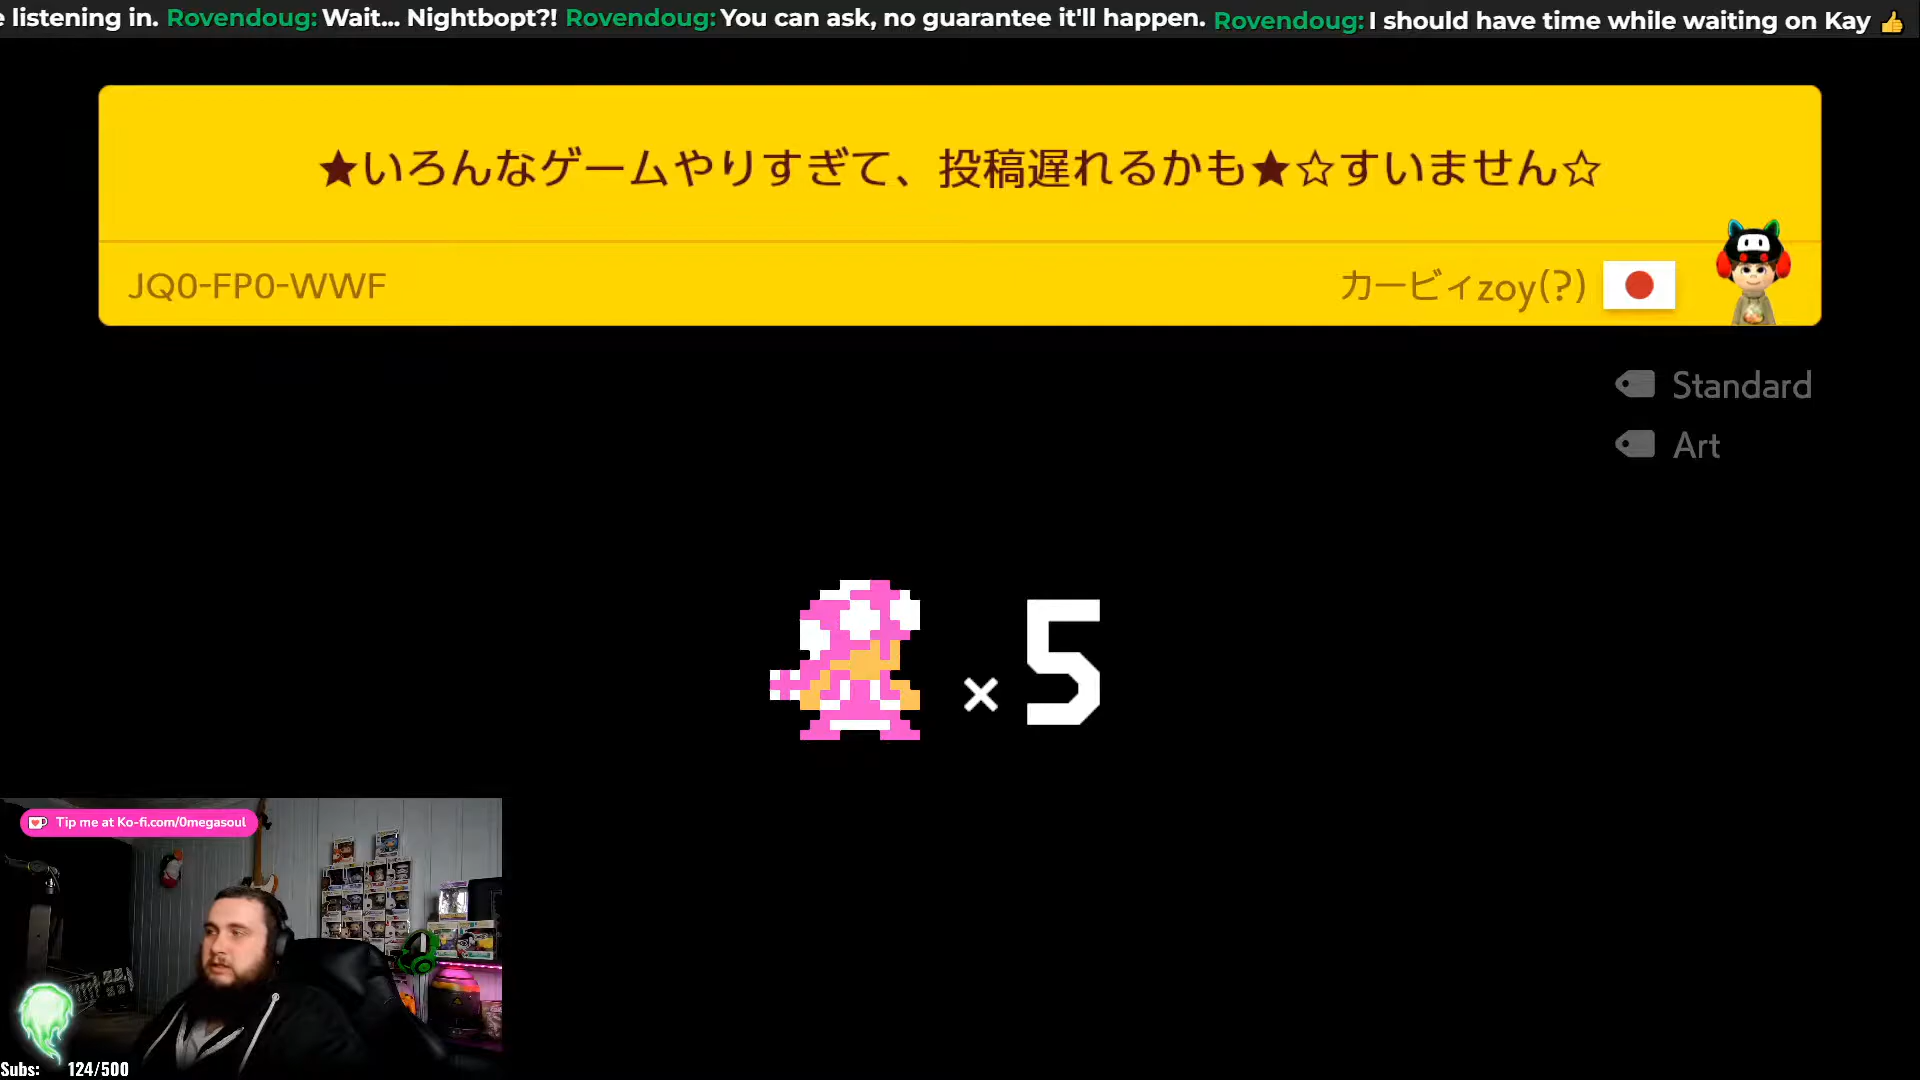 e listening in. Rovendoug: Wait... Nightbopt?! Rovendoug: You can ask, no guarantee it'll happen. Rovendoug: I should have time while waiting on Kay 👍
★いろんなゲームやりすぎて、投稿遅れるかも★☆すいません☆
JQ0-FP0-WWF
カービィzoy(?)
Standard
Art
×5
Tip me at Ko-fi.com/0megasoul
Subs: 124/500